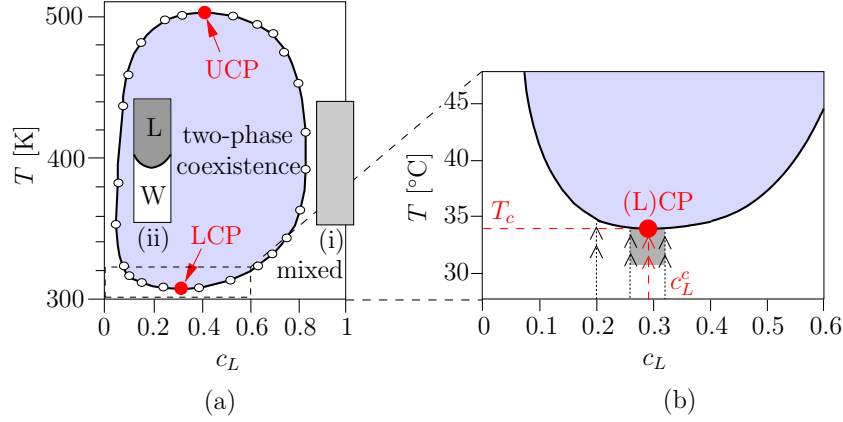 500
400
300
T [K]
UCP
L
W
(ii)
two-phase
coexistence
LCP
(i)
mixed
0
0.2
0.4
0.6
0.8
1
c_L
(a)
45
40
35
30
T [°C]
T_c
(L)CP
c_L^c
0
0.1
0.2
0.3
0.4
0.5
0.6
c_L
(b)